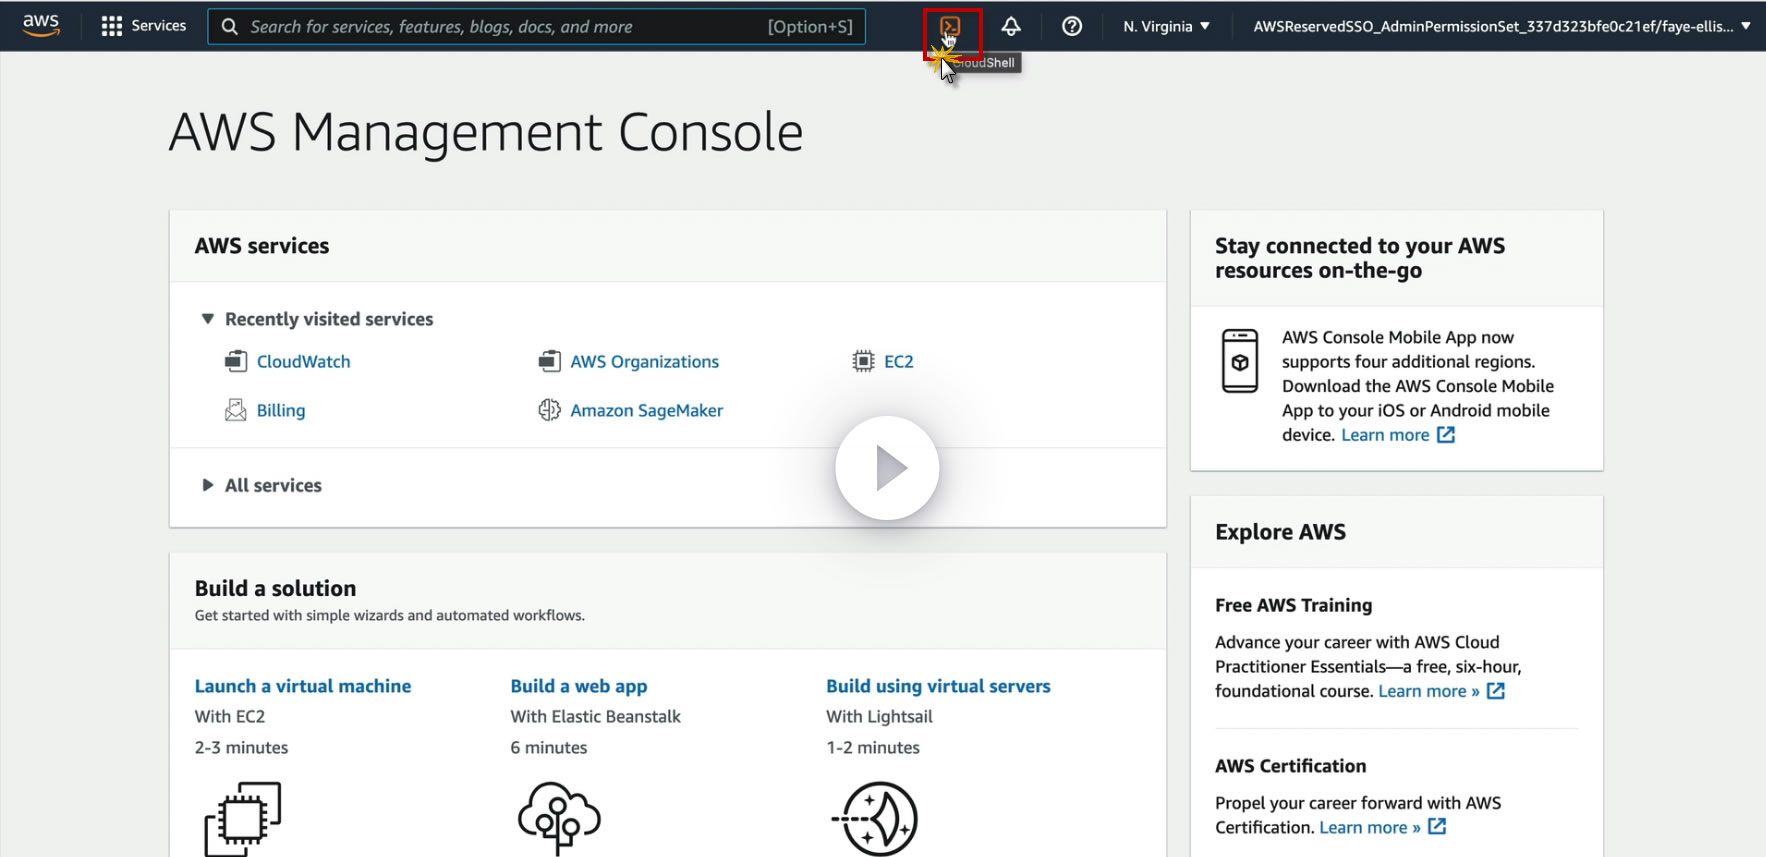 aws
Services
Search for services, features, blogs, docs, and more
[Option+S]
N. Virginia
AWSReservedSSO_AdminPermissionSet_337d323bfe0c21ef/faye-ellis...
CloudShell
AWS Management Console
AWS services
Recently visited services
CloudWatch
AWS Organizations
EC2
Billing
Amazon SageMaker
All services
Build a solution
Get started with simple wizards and automated workflows.
Launch a virtual machine
With EC2
2-3 minutes
Build a web app
With Elastic Beanstalk
6 minutes
Build using virtual servers
With Lightsail
1-2 minutes
Stay connected to your AWS
resources on-the-go
AWS Console Mobile App now
supports four additional regions.
Download the AWS Console Mobile
App to your iOS or Android mobile
device. Learn more
Explore AWS
Free AWS Training
Advance your career with AWS Cloud
Practitioner Essentials—a free, six-hour,
foundational course. Learn more »
AWS Certification
Propel your career forward with AWS
Certification. Learn more »